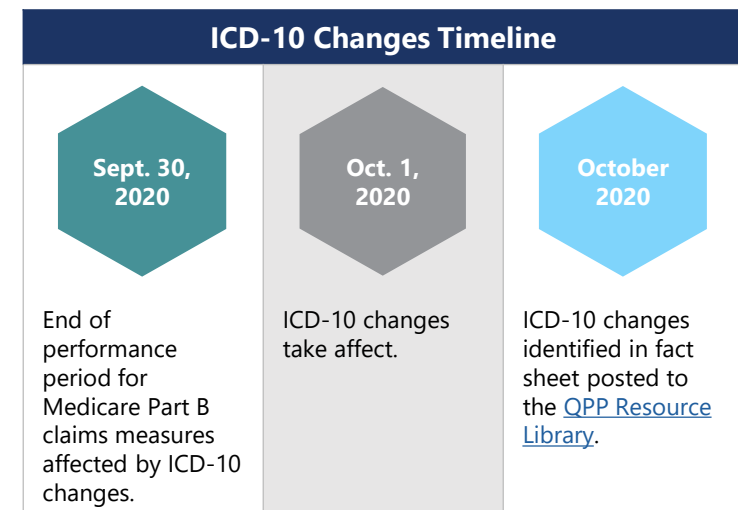 ICD-10 Changes Timeline
Sept. 30,
2020
End of
performance
period for
Medicare Part B
claims measures
affected by ICD-10
changes.
Oct. 1,
2020
ICD-10 changes
take affect.
October
2020
ICD-10 changes
identified in fact
sheet posted to
the QPP Resource
Library.